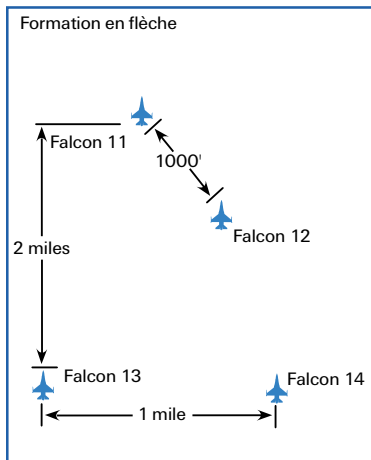 Formation en flèche
Falcon 11
1000'
Falcon 12
2 miles
Falcon 13
Falcon 14
1 mile